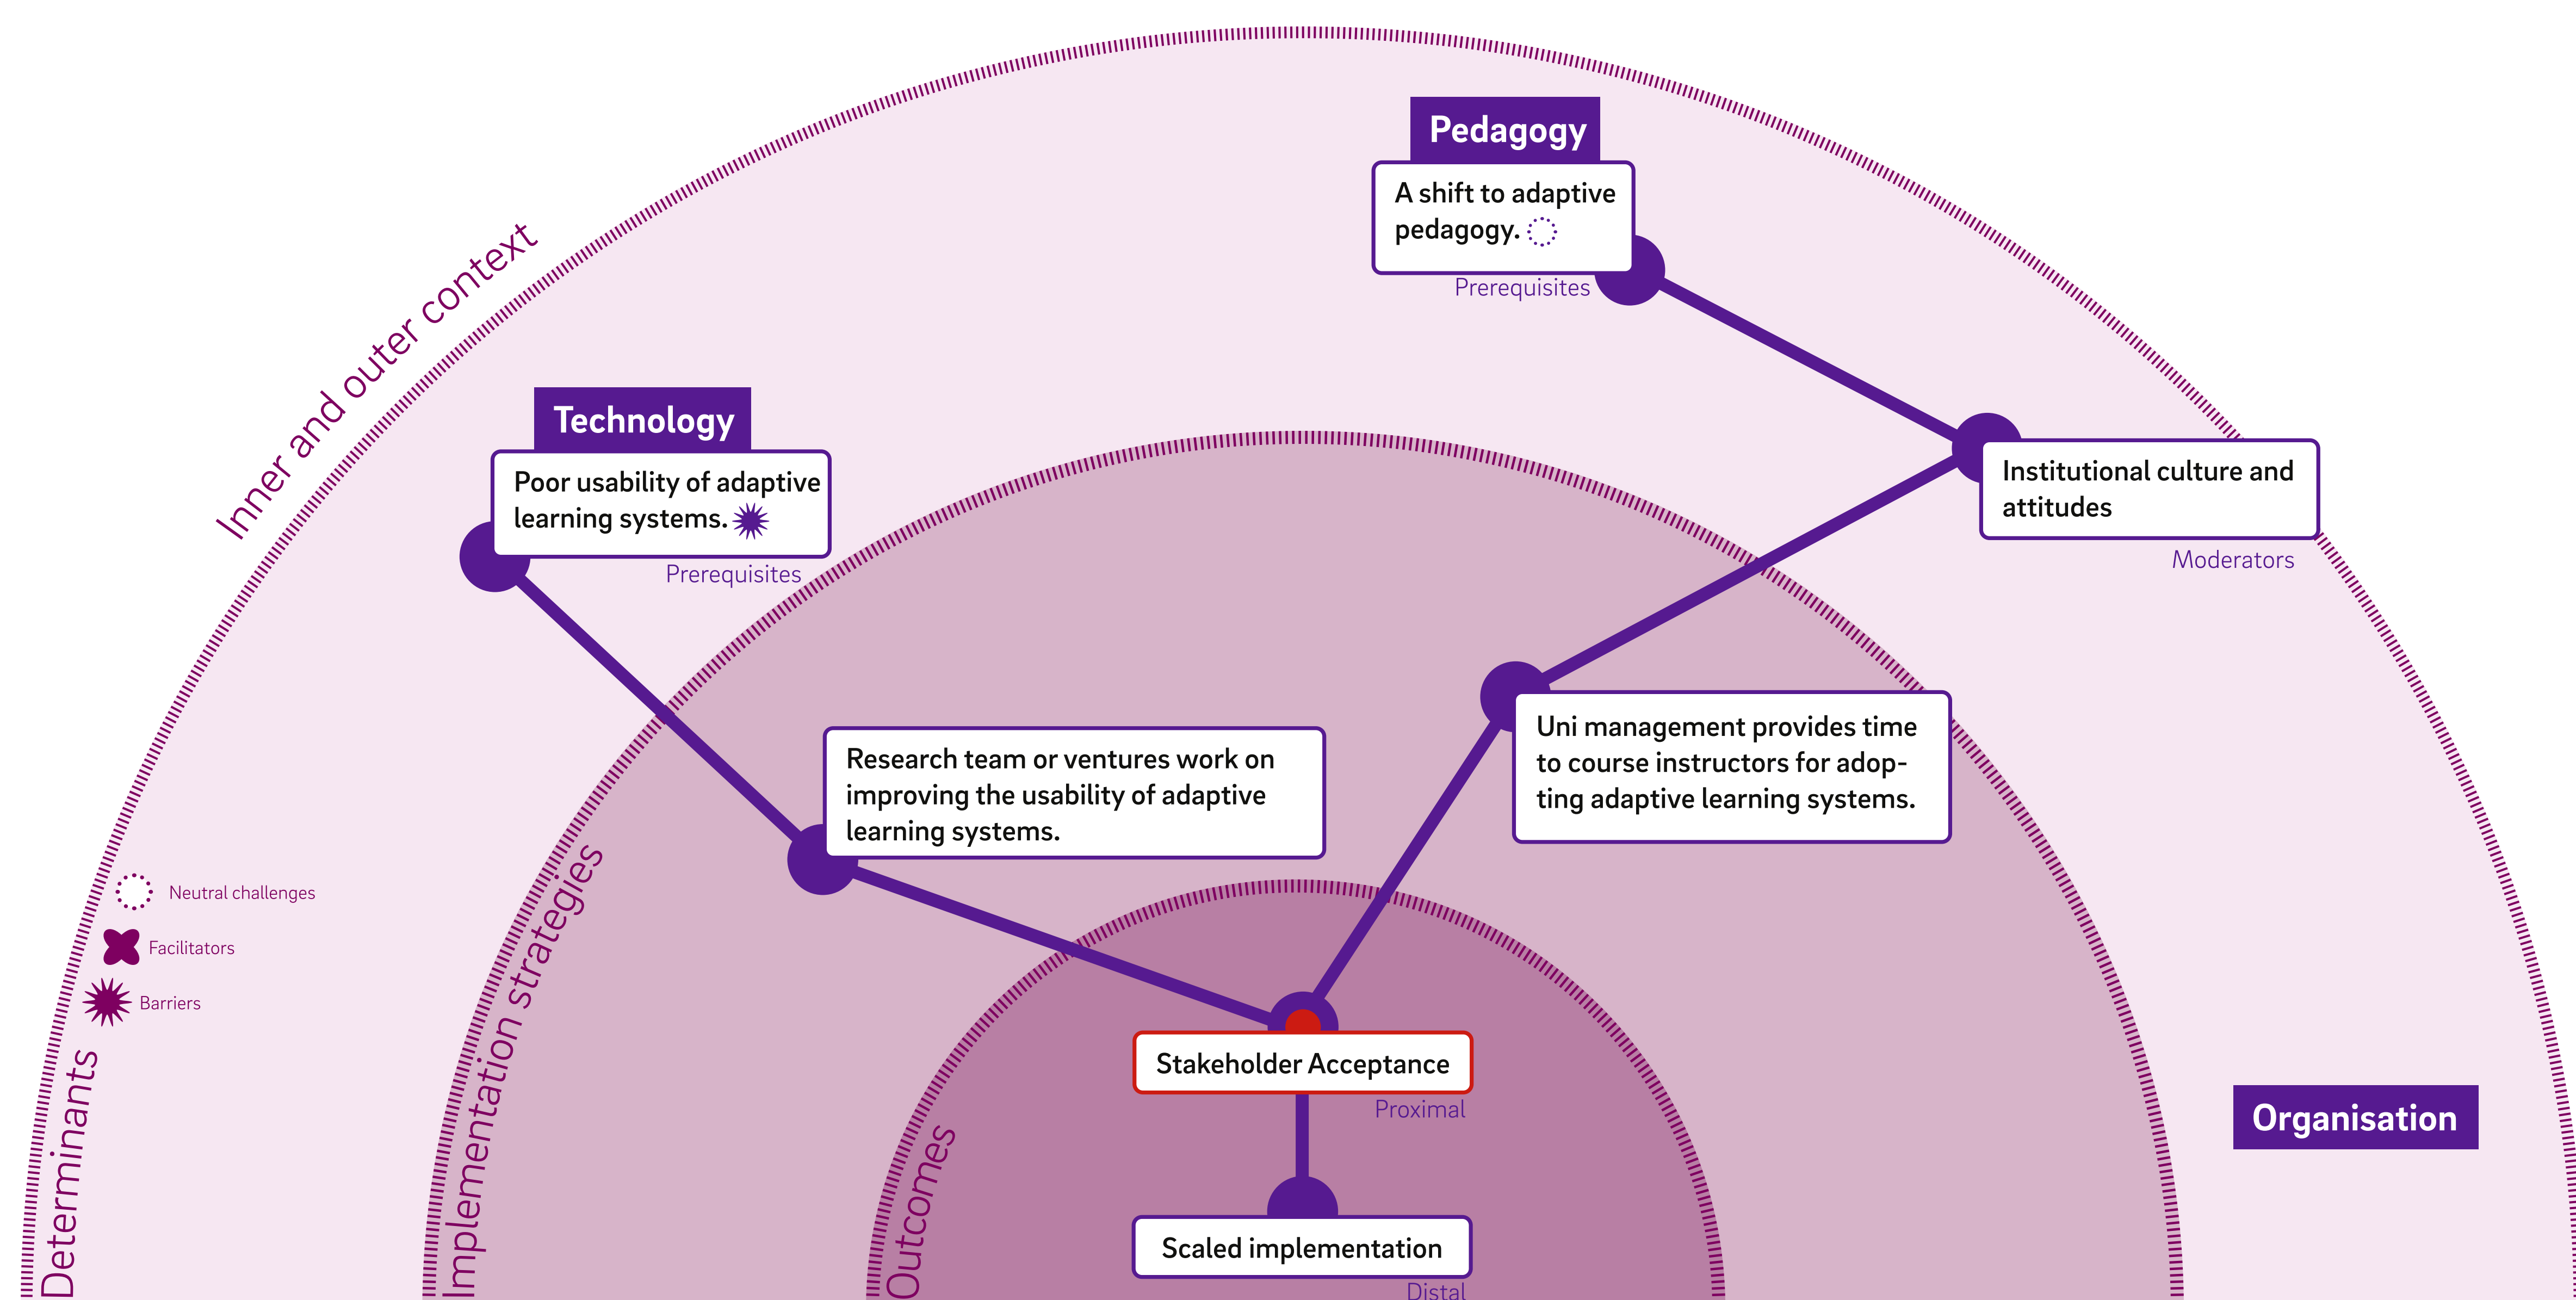 Inner and outer context
Pedagogy
A shift to adaptive
pedagogy.
Prerequisites
Technology
Poor usability of adaptive
learning systems.
Prerequisites
Institutional culture and
attitudes
Moderators
Research team or ventures work on
improving the usability of adaptive
learning systems.
Uni management provides time
to course instructors for adop-
ting adaptive learning systems.
Neutral challenges
Facilitators
Barriers
Determinants
Implementation strategies
Outcomes
Stakeholder Acceptance
Proximal
Organisation
Scaled implementation
Distal